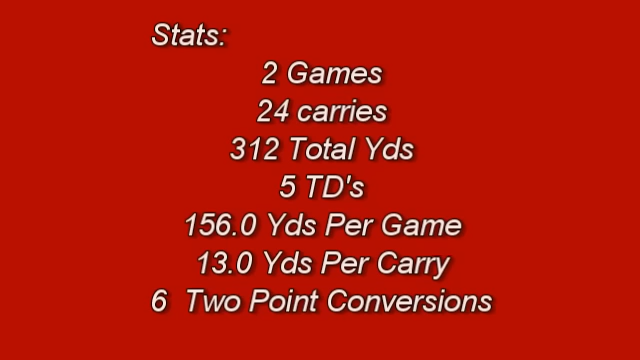 Stats:
2 Games
24 carries
312 Total Yds
5 TD's
156.0 Yds Per Game
13.0 Yds Per Carry
6 Two Point Conversions